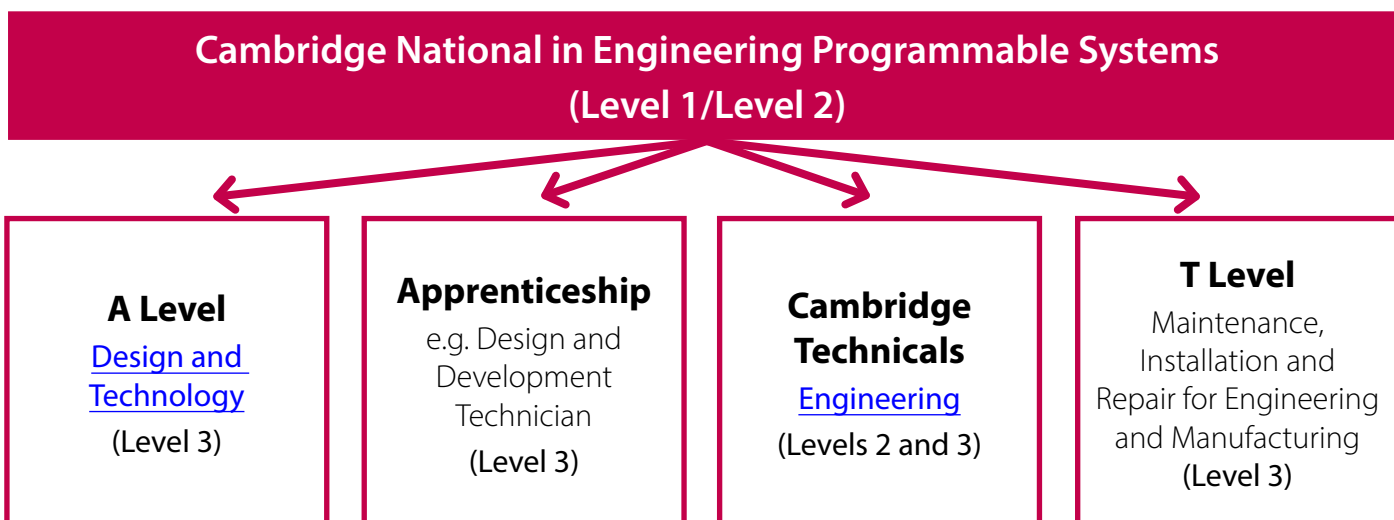 Cambridge National in Engineering Programmable Systems
(Level 1/Level 2)
A Level
Design and
Technology
(Level 3)
Apprenticeship
e.g. Design and
Development
Technician
(Level 3)
Cambridge
Technicals
Engineering
(Levels 2 and 3)
T Level
Maintenance,
Installation and
Repair for Engineering
and Manufacturing
(Level 3)